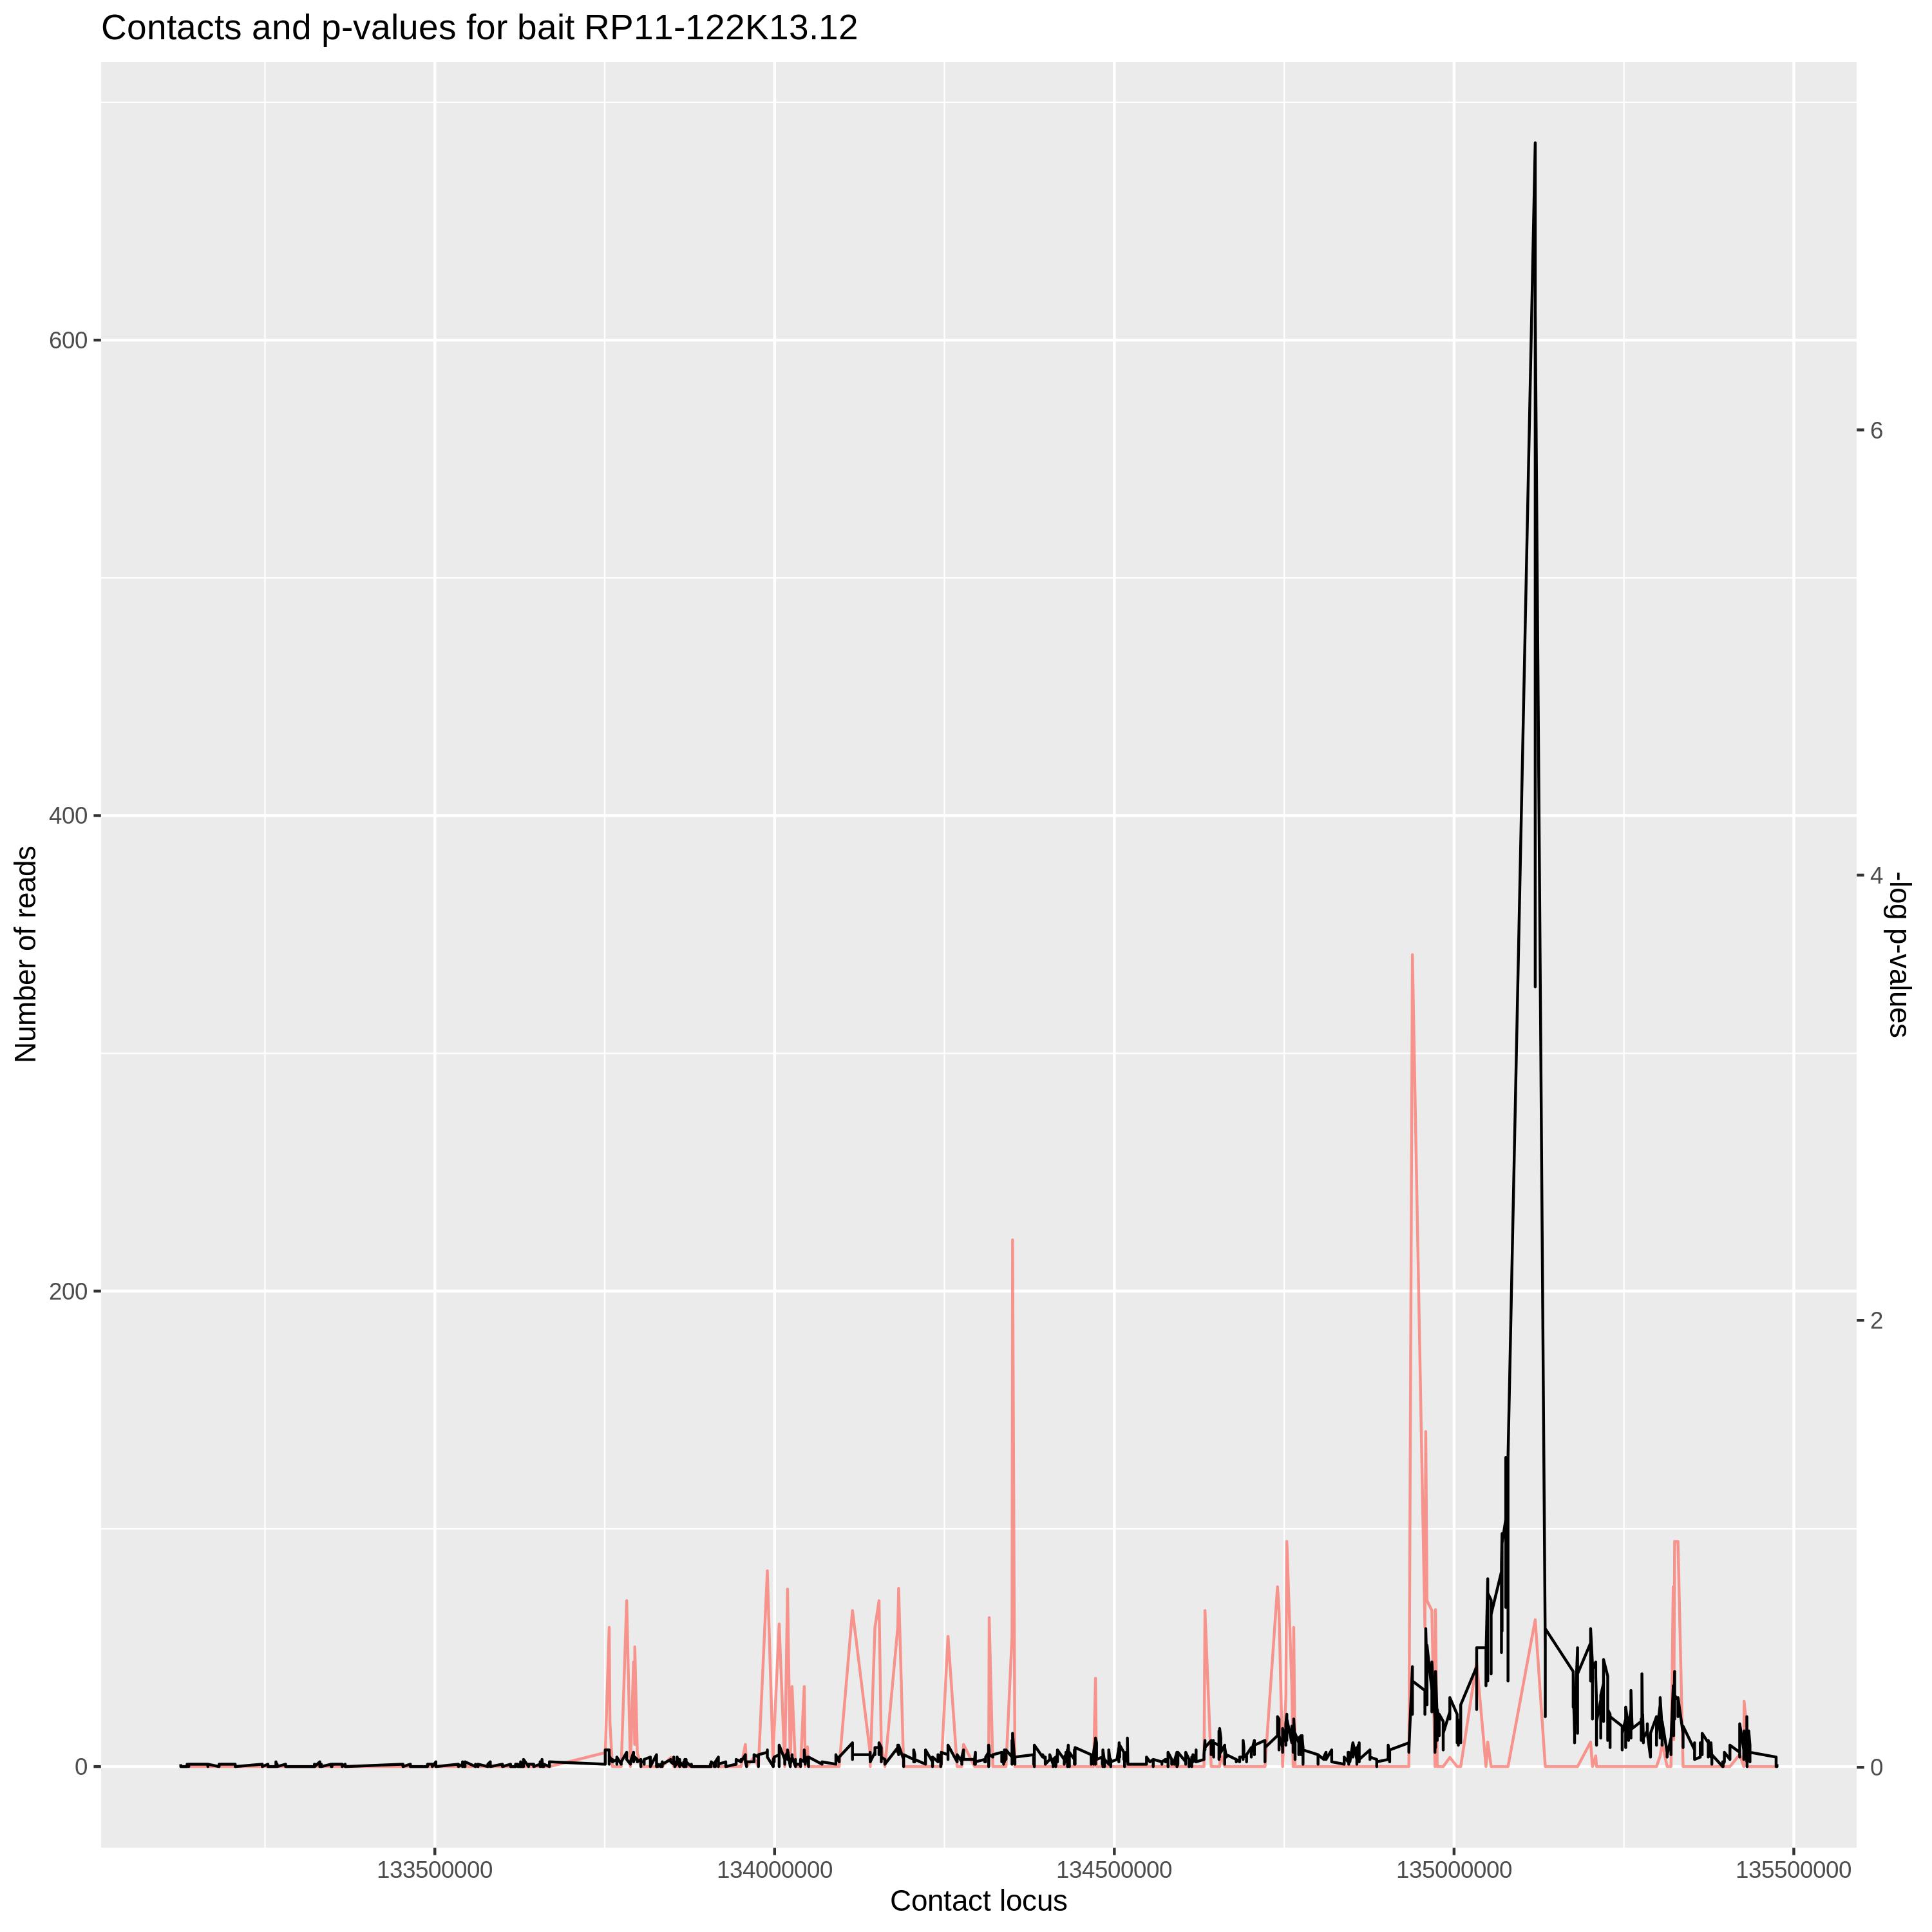 Contacts and p-values for bait RP11-122K13.12
600
400
200
0
Number of reads
6
4
2
0
-log p-values
133500000 134000000 134500000 135000000 135500000
Contact locus